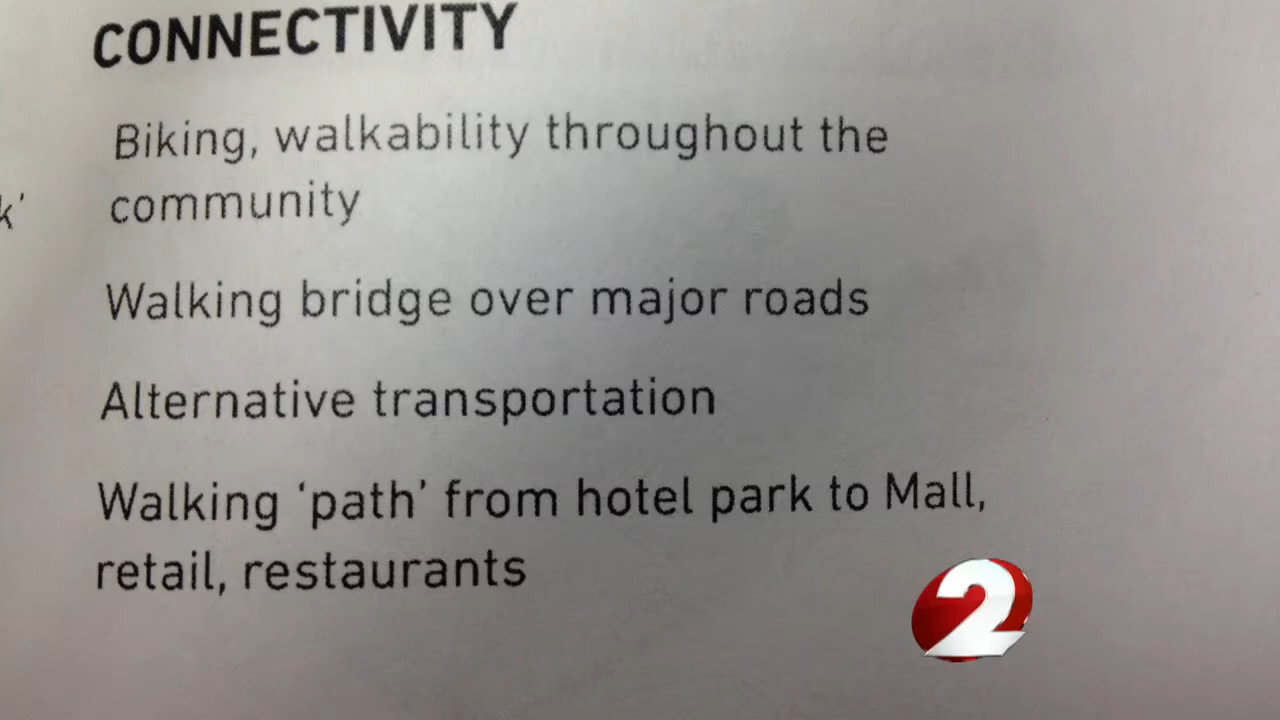 CONNECTIVITY
Biking, walkability throughout the
community
k’
Walking bridge over major roads
Alternative transportation
Walking ‘path’ from hotel park to Mall,
retail, restaurants
2